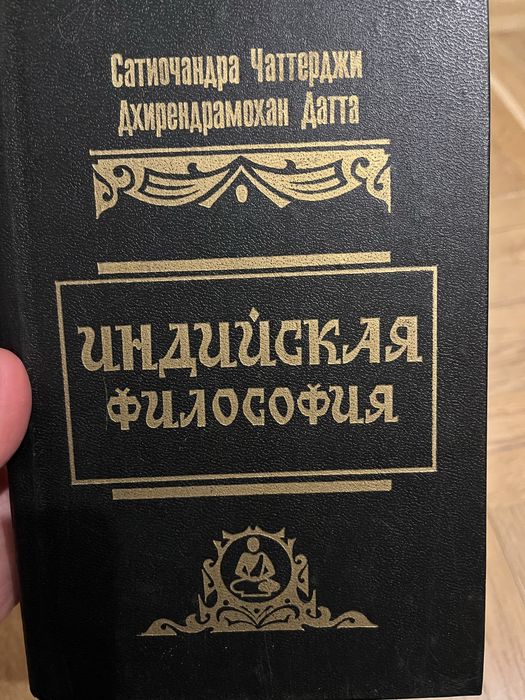 Сатиочандра Чаттерджи
Дхирендрамохан Датта
ИНДИЙСКАЯ
ФИЛОСОФИЯ